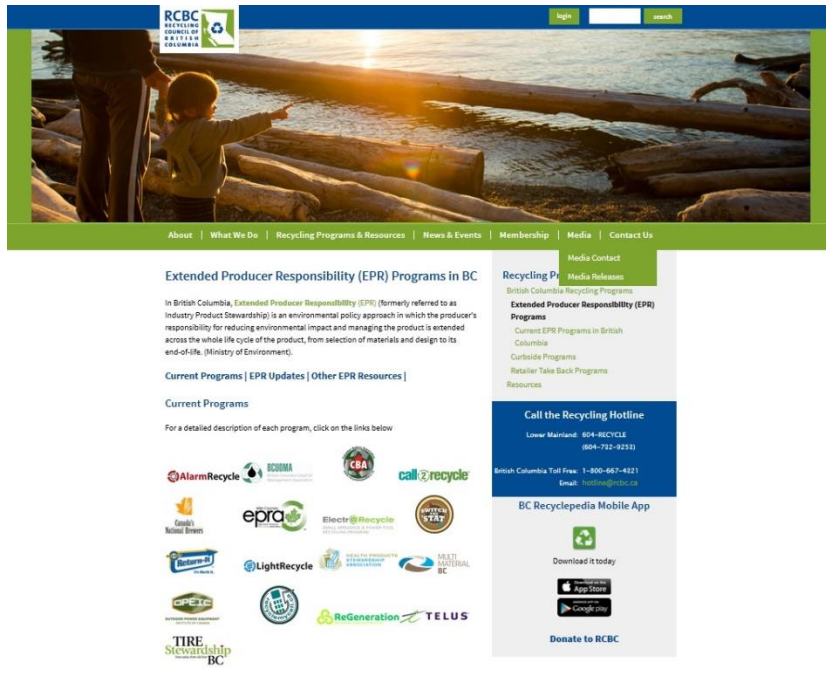 RCBC
RECYCLING
COUNCIL OF
BRITISH
COLUMBIA
login
search
About | What We Do | Recycling Programs & Resources | News & Events | Membership | Media | Contact Us
Media Contact
Media Releases
Extended Producer Responsibility (EPR) Programs in BC
In British Columbia, Extended Producer Responsibility (EPR) (formerly referred to as
Industry Product Stewardship) is an environmental policy approach in which the producer's
responsibility for reducing environmental impact and managing the product is extended
across the whole life cycle of the product, from selection of materials and design to its
end-of-life. (Ministry of Environment).
Current Programs | EPR Updates | Other EPR Resources |
Current Programs
For a detailed description of each program, click on the links below
AlarmRecycle
BCUOMA
CBA
call2recycle
Canada's
National Brewers
epra
ElectroRecycle
SMALL APPLIANCE & POWER TOOL
RECYCLING PROGRAM
SWITCH
THE
STAT
Return-It
LightRecycle
HEALTH PRODUCTS
STEWARDSHIP
ASSOCIATION
MULTI
MATERIAL
BC
OPEIC
OUTDOOR POWER EQUIPMENT
INSTITUTE OF CANADA
ReGeneration
TELUS
TIRE
Stewardship
BC
Recycling
British Columbia Recycling Programs
Extended Producer Responsibility (EPR)
Programs
Current EPR Programs in British
Columbia
Curbside Programs
Retailer Take Back Programs
Resources
Call the Recycling Hotline
Lower Mainland: 604-RECYCLE
(604-732-9253)
British Columbia Toll Free: 1-800-667-4321
Email: hotline@rcbc.ca
BC Recyclepedia Mobile App
Download it today
Download on the
App Store
Google play
Donate to RCBC